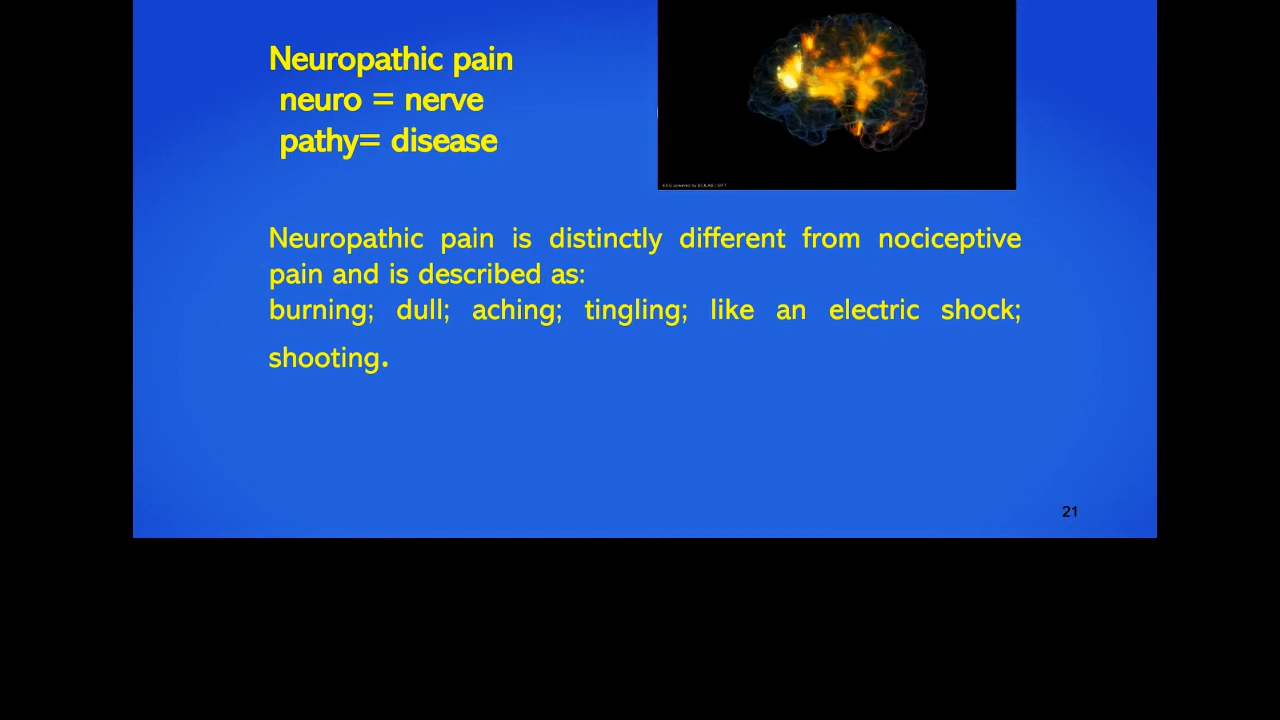 Neuropathic pain
neuro = nerve
pathy= disease
Neuropathic pain is distinctly different from nociceptive
pain and is described as:
burning; dull; aching; tingling; like an electric shock;
shooting.
21